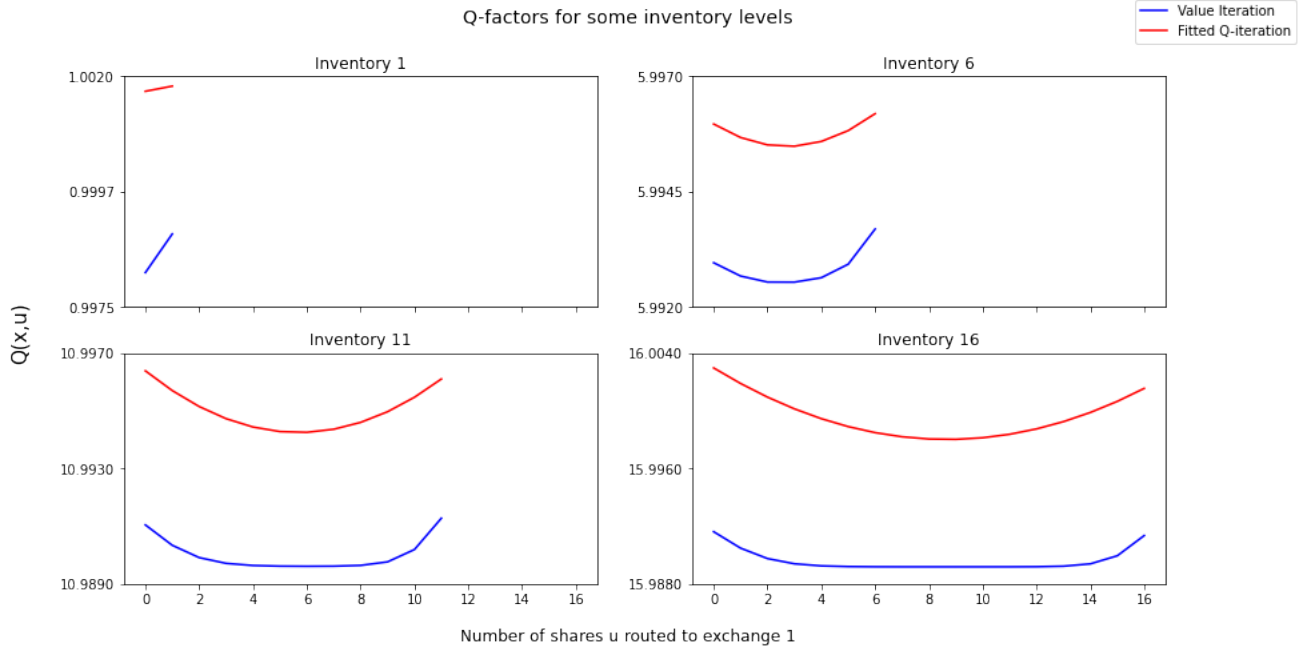 Q-factors for some inventory levels
Value Iteration
Fitted Q-iteration
Inventory 1
1.0020
0.9997
0.9975
Inventory 6
5.9970
5.9945
5.9920
Q(x,u)
Inventory 11
10.9970
10.9930
10.9890
0 2 4 6 8 10 12 14 16
Inventory 16
16.0040
15.9960
15.9880
0 2 4 6 8 10 12 14 16
Number of shares u routed to exchange 1